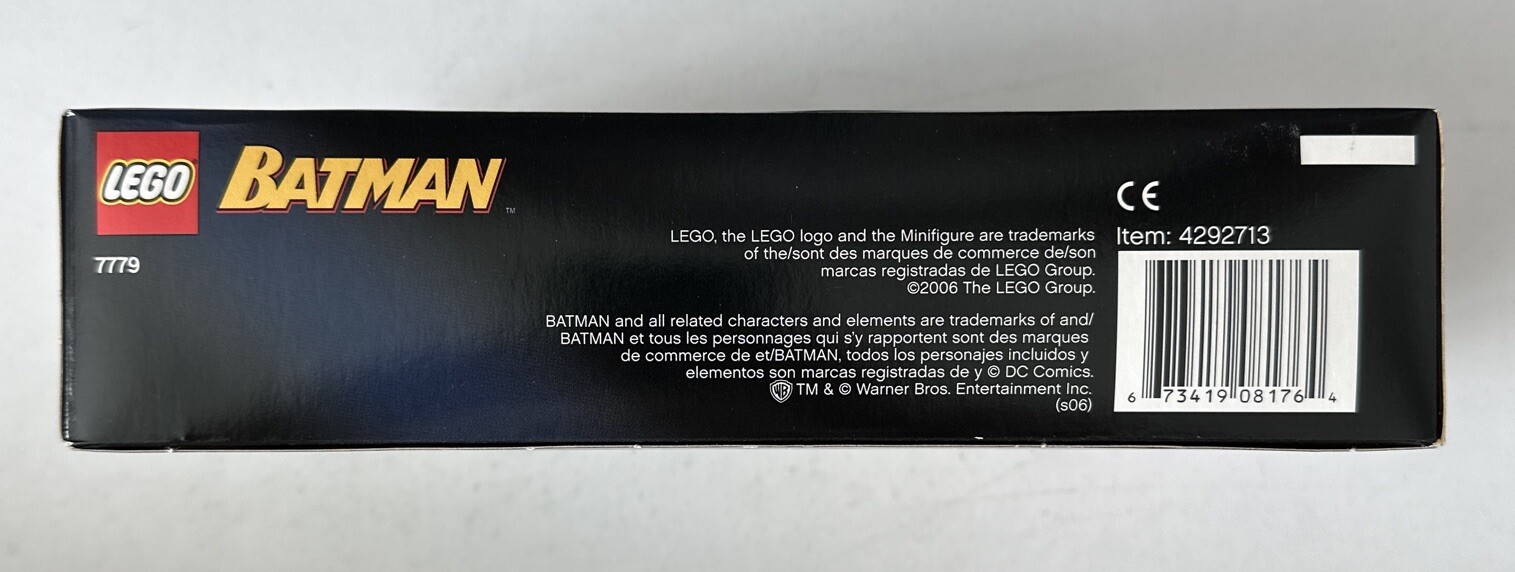 LEGO
BATMAN
TM
7779
LEGO, the LEGO logo and the Minifigure are trademarks
of the/sont des marques de commerce de/son
marcas registradas de LEGO Group.
©2006 The LEGO Group.
BATMAN and all related characters and elements are trademarks of and/
BATMAN et tous les personnages qui s'y rapportent sont des marques
de commerce de et/BATMAN, todos los personajes incluidos y
elementos son marcas registradas de y © DC Comics.
WB TM & © Warner Bros. Entertainment Inc.
(s06)
CE
Item: 4292713
6 73419 08176 4